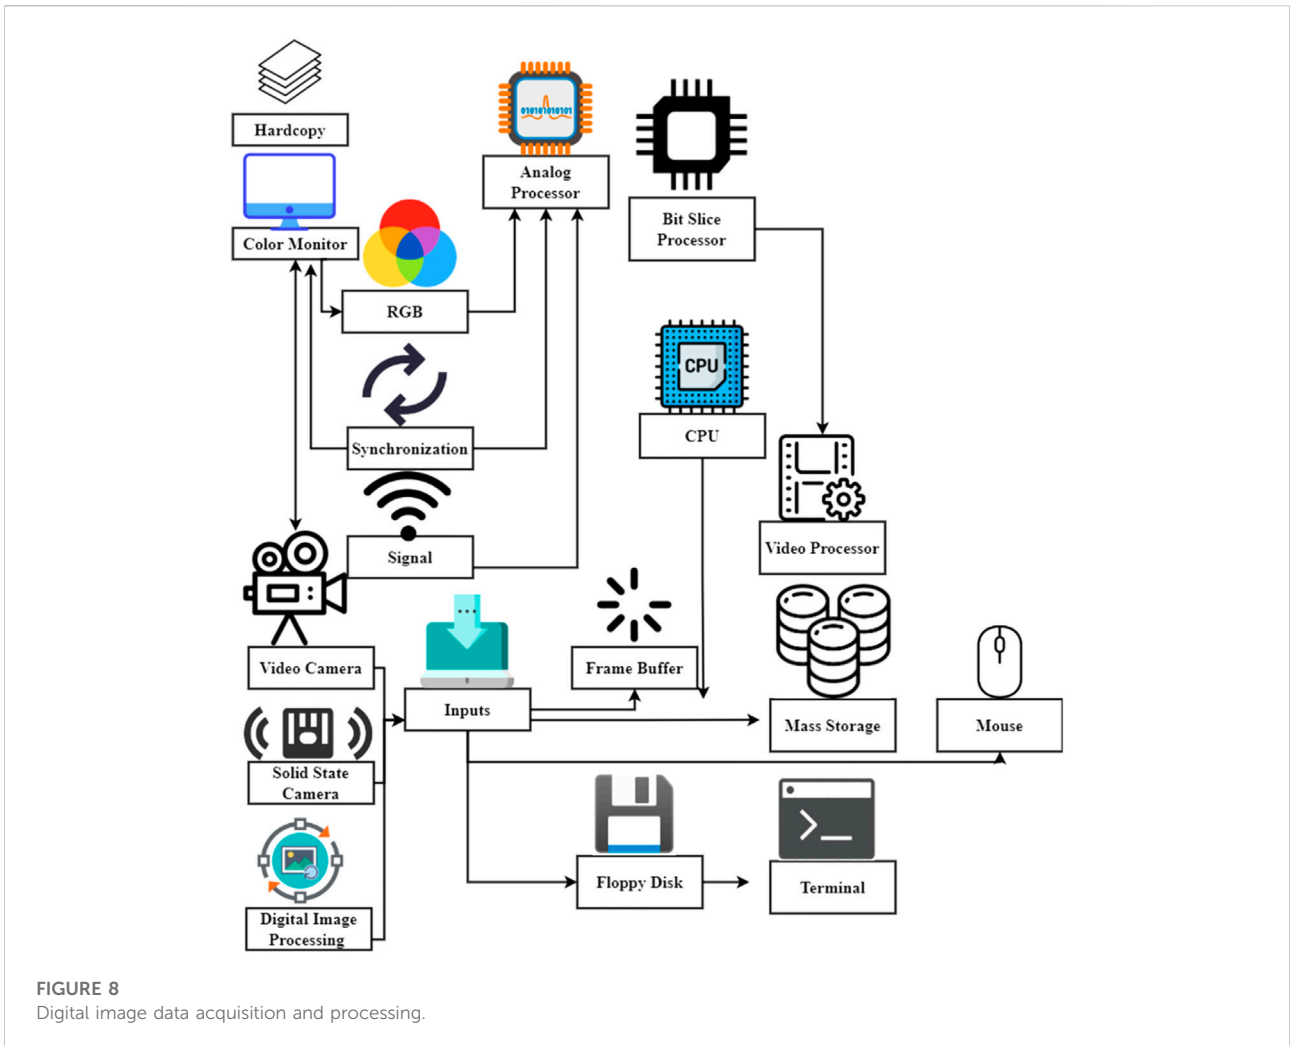 Hardcopy
010101010101
Analog
Processor
Bit Slice
Processor
Color Monitor
RGB
CPU
CPU
Synchronization
Signal
Video Processor
Video Camera
Inputs
Frame Buffer
Mass Storage
Mouse
Solid State
Camera
Floppy Disk
Terminal
Digital Image
Processing
FIGURE 8
Digital image data acquisition and processing.